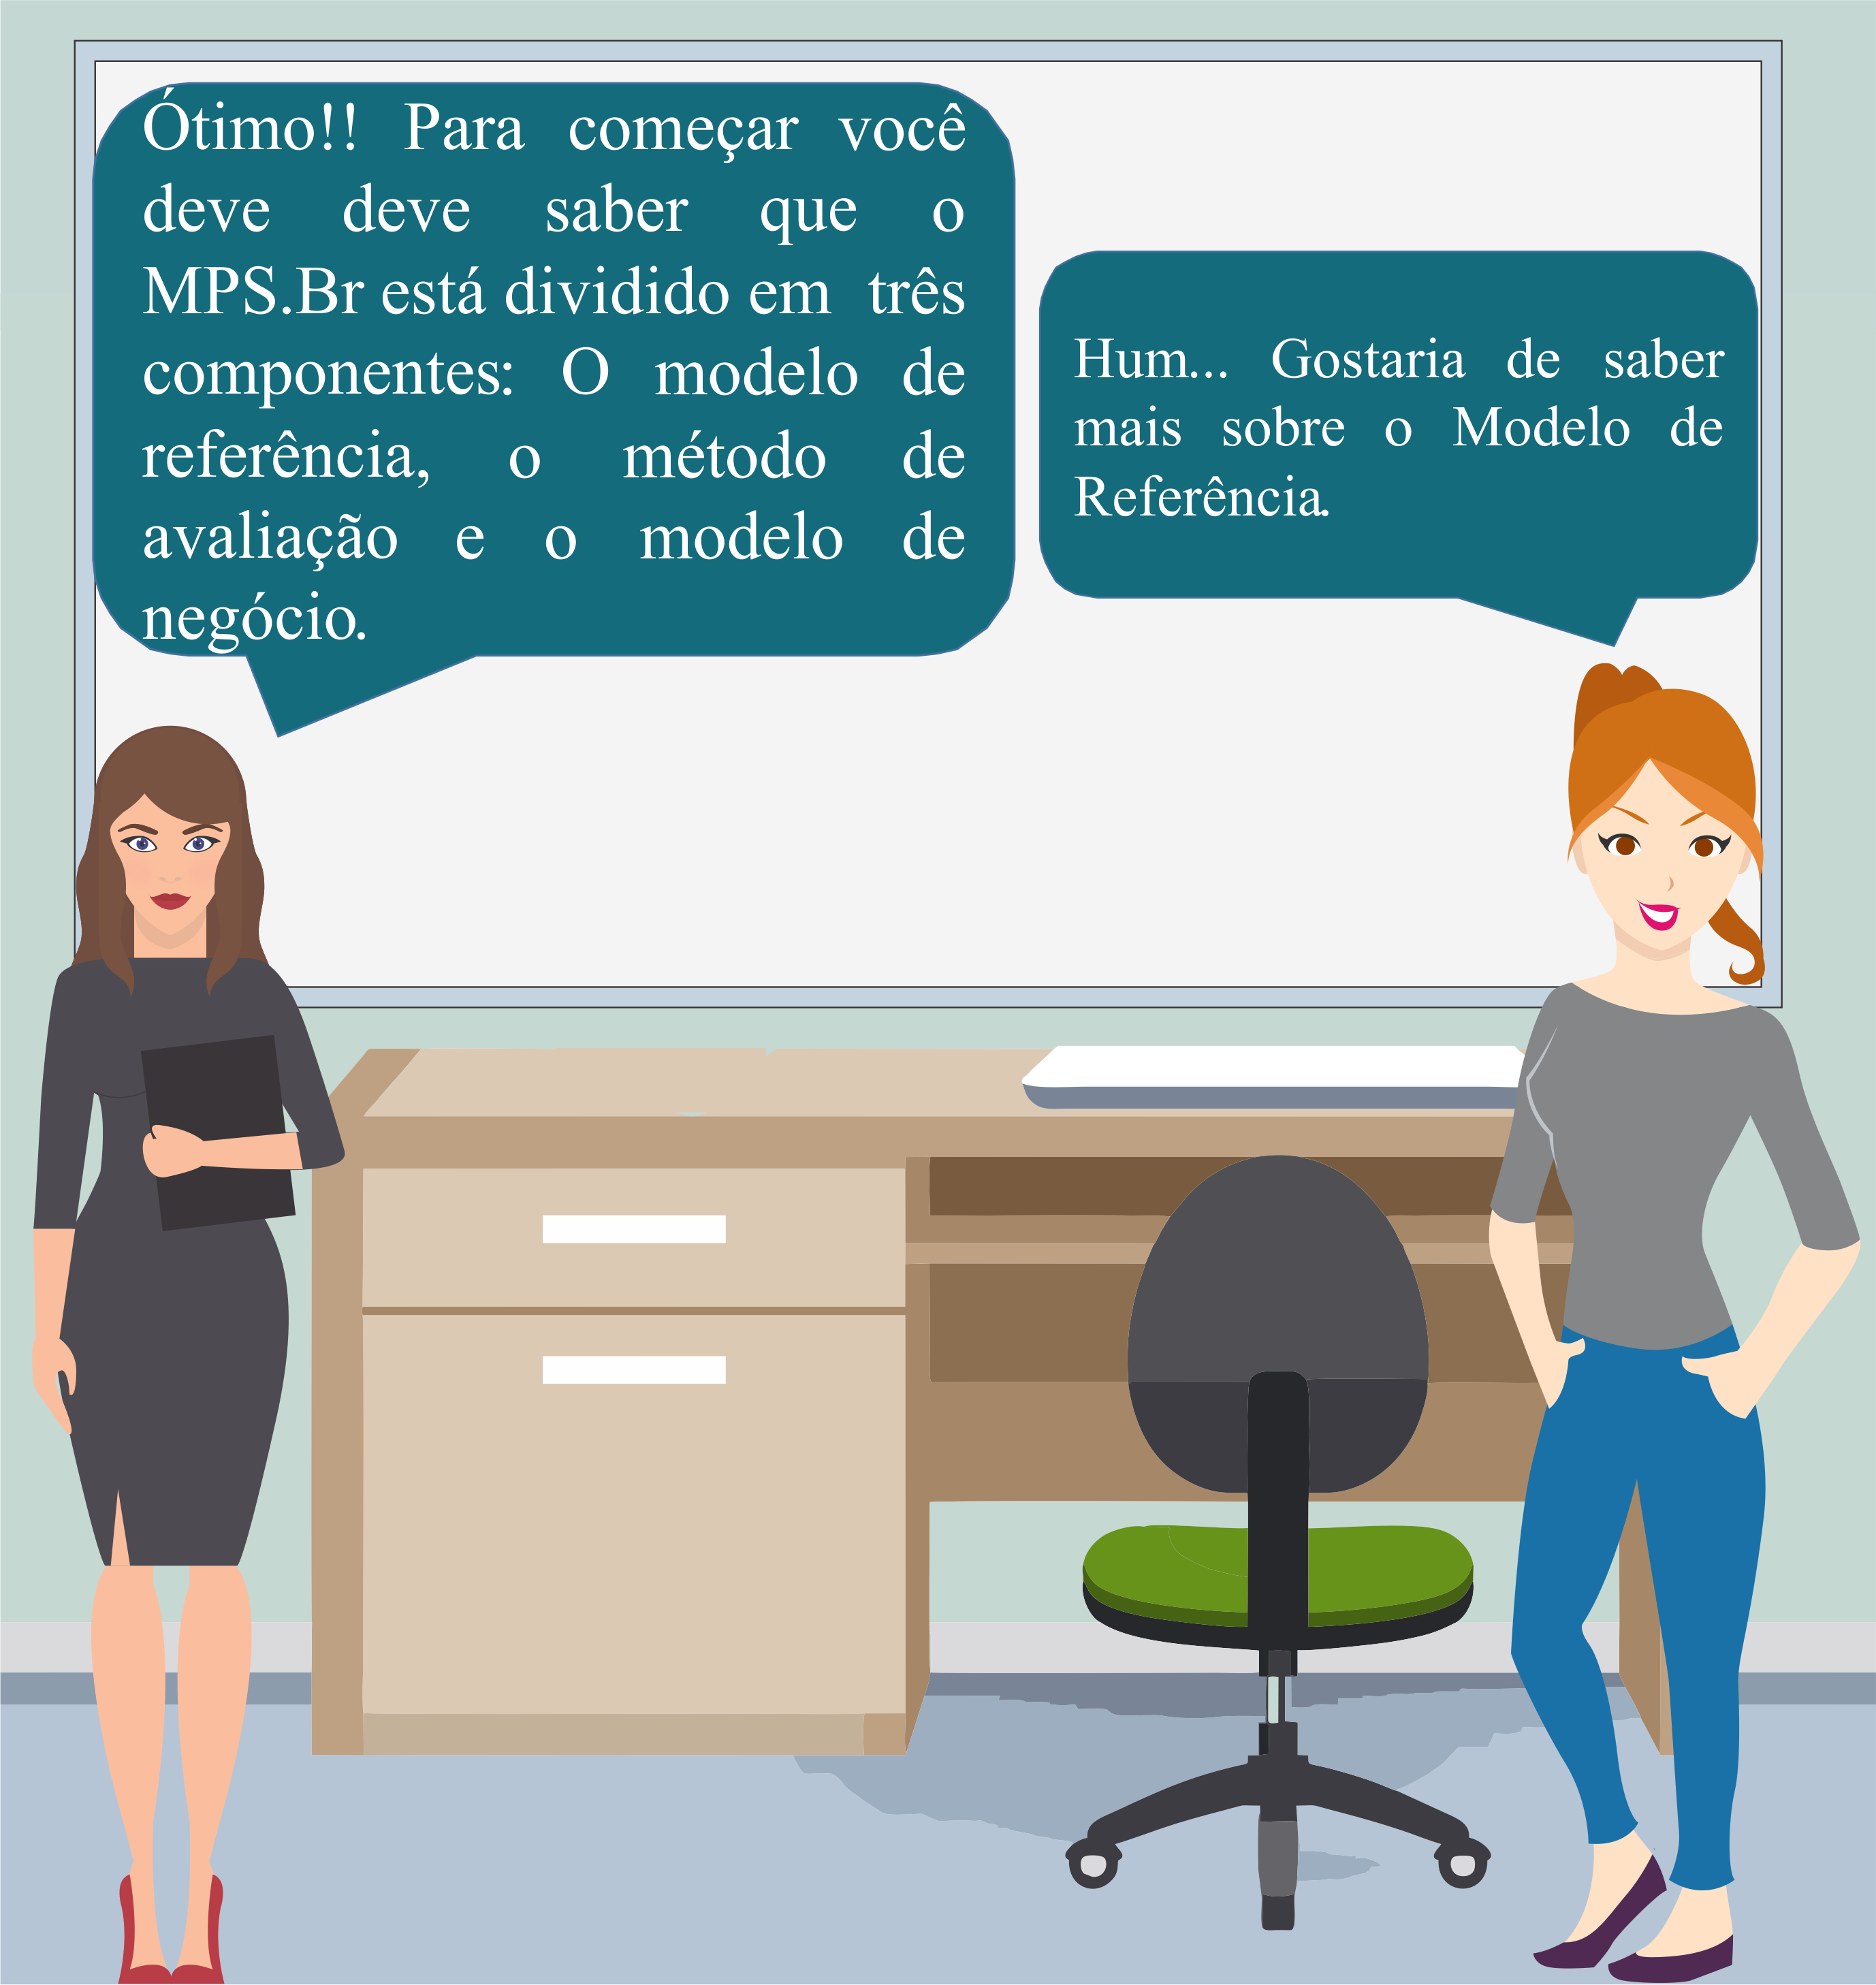 Ótimo!! Para começar você
deve deve saber que o
MPS.Br está dividido em três
componentes: O modelo de
referência, o método de
avaliação e o modelo de
negócio.
Hum... Gostaria de saber
mais sobre o Modelo de
Referência.